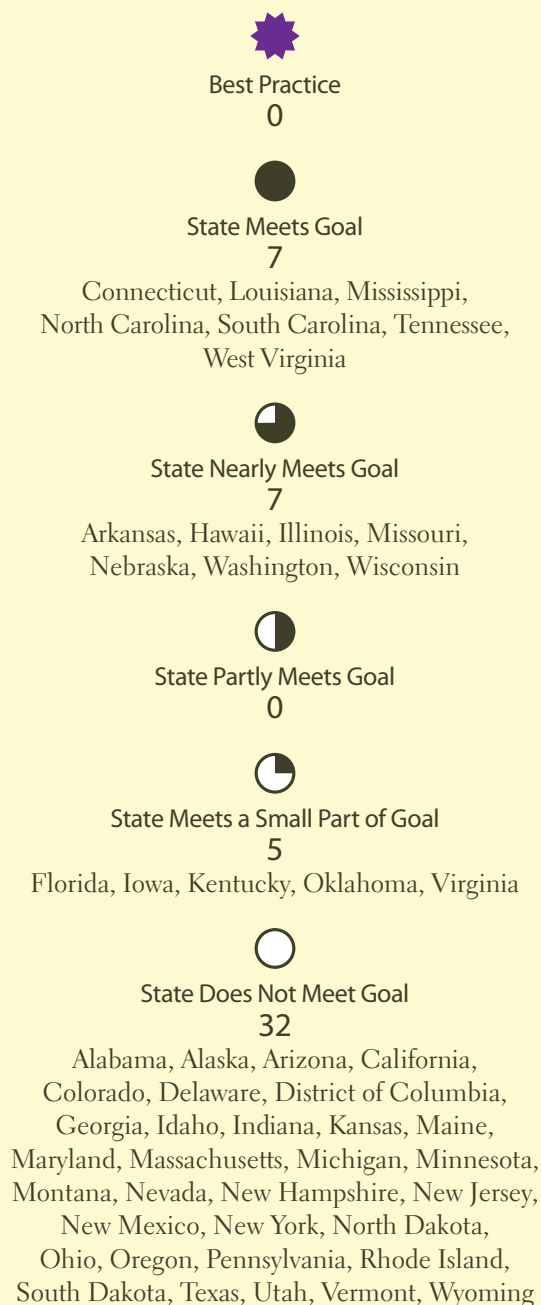 Best Practice
0
State Meets Goal
7
Connecticut, Louisiana, Mississippi,
North Carolina, South Carolina, Tennessee,
West Virginia
State Nearly Meets Goal
7
Arkansas, Hawaii, Illinois, Missouri,
Nebraska, Washington, Wisconsin
State Partly Meets Goal
0
State Meets a Small Part of Goal
5
Florida, Iowa, Kentucky, Oklahoma, Virginia
State Does Not Meet Goal
32
Alabama, Alaska, Arizona, California,
Colorado, Delaware, District of Columbia,
Georgia, Idaho, Indiana, Kansas, Maine,
Maryland, Massachusetts, Michigan, Minnesota,
Montana, Nevada, New Hampshire, New Jersey,
New Mexico, New York, North Dakota,
Ohio, Oregon, Pennsylvania, Rhode Island,
South Dakota, Texas, Utah, Vermont, Wyoming